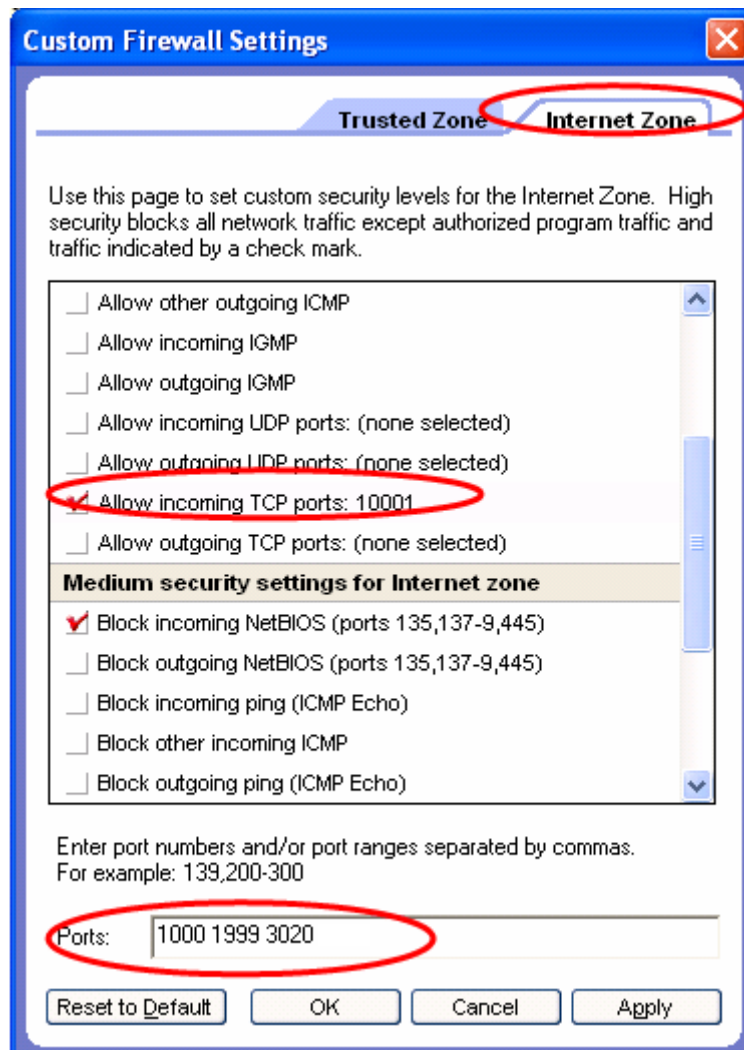 Custom Firewall Settings
Trusted Zone
Internet Zone
Use this page to set custom security levels for the Internet Zone. High
security blocks all network traffic except authorized program traffic and
traffic indicated by a check mark.
Allow other outgoing ICMP
Allow incoming IGMP
Allow outgoing IGMP
Allow incoming UDP ports: (none selected)
Allow outgoing UDP ports: (none selected)
Allow incoming TCP ports: 10001
Allow outgoing TCP ports: (none selected)
Medium security settings for Internet zone
Block incoming NetBIOS (ports 135,137-9,445)
Block outgoing NetBIOS (ports 135,137-9,445)
Block incoming ping (ICMP Echo)
Block other incoming ICMP
Block outgoing ping (ICMP Echo)
Enter port numbers and/or port ranges separated by commas.
For example: 139,200-300
Ports: 1000 1999 3020
Reset to Default
OK
Cancel
Apply